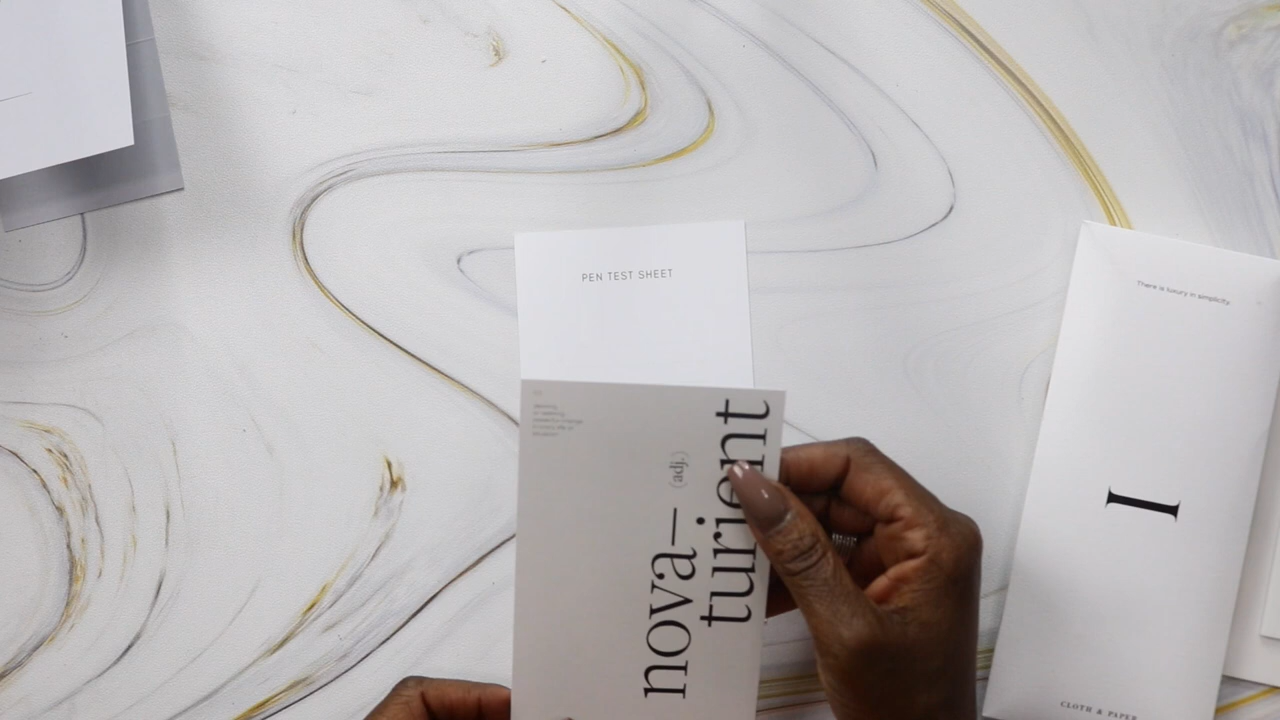 PEN TEST SHEET
nova—
turient
(adj.)
There is luxury in simplicity
I
CLOTH & PAPER